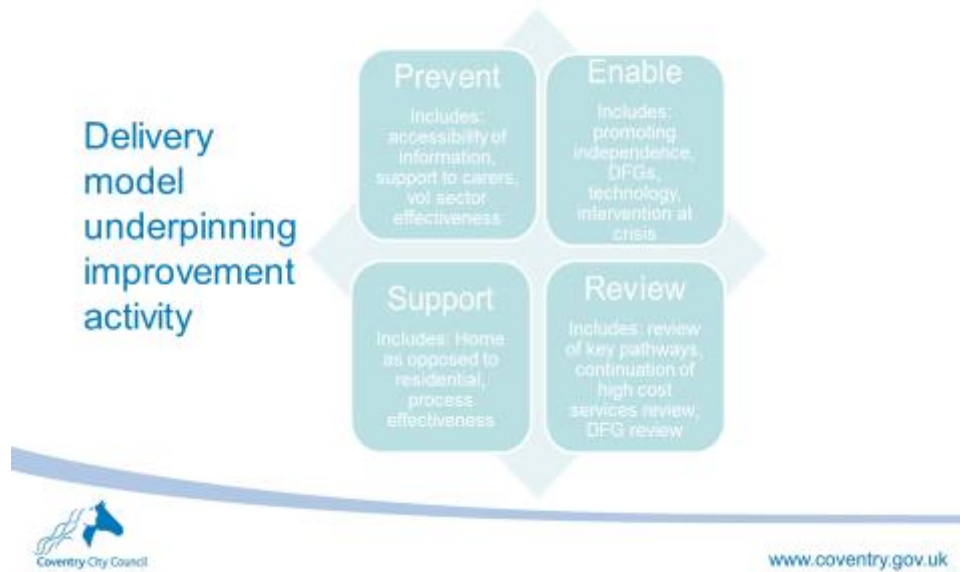 Delivery
model
underpinning
improvement
activity
Prevent
Includes:
accessibility of
information,
support to carers,
vol sector
effectiveness
Enable
Includes:
promoting
independence,
DFGs,
technology,
intervention at
crisis
Support
Includes: Home
as opposed to
residential,
process
effectiveness
Review
Includes: review
of key pathways,
continuation of
high cost
services review,
DFG review
Coventry City Council
www.coventry.gov.uk